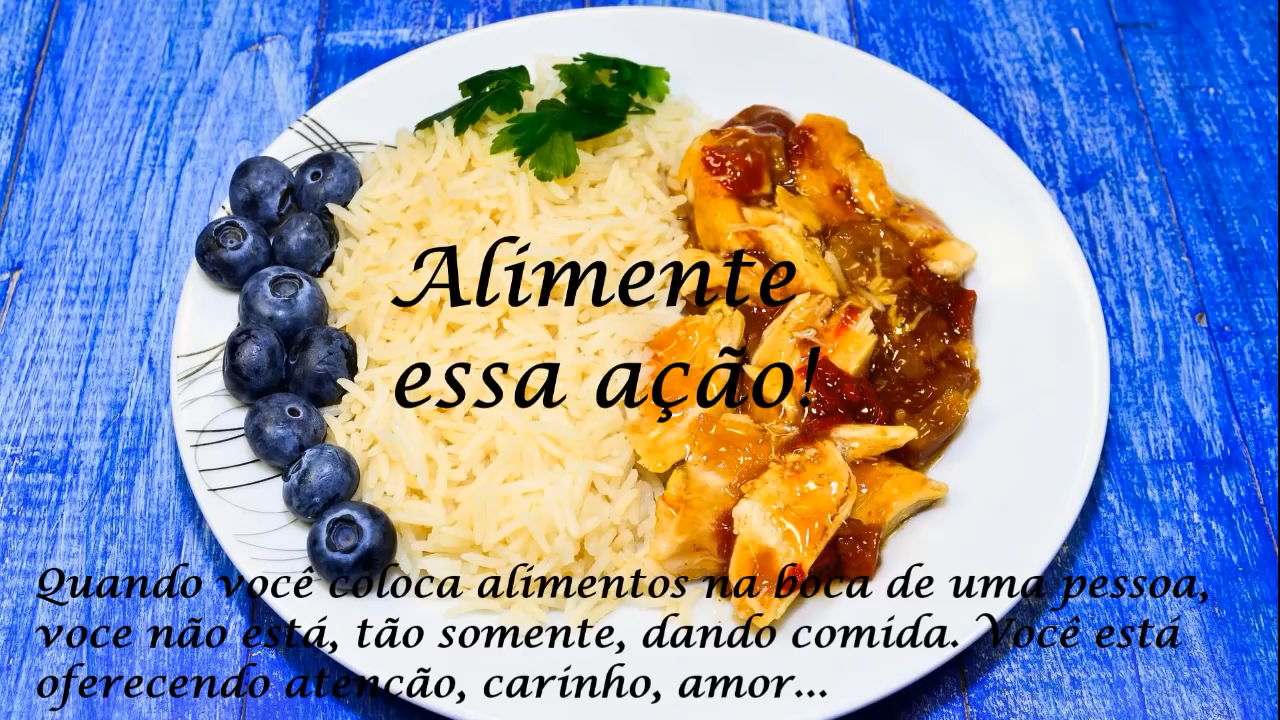 Alimente
essa ação!
Quando você coloca alimentos na boca de uma pessoa,
voce não está, tão somente, dando comida. Você está
oferecendo atenção, carinho, amor...